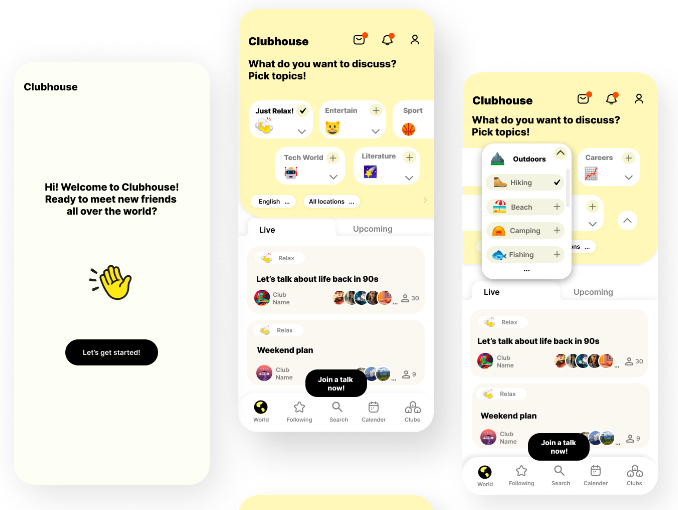 Clubhouse
Hi! Welcome to Clubhouse!
Ready to meet new friends
all over the world?
Let's get started!
Clubhouse
What do you want to discuss?
Pick topics!
Just Relax!
Entertain
Sport
Tech World
Literature
English ...
All locations ...
Live
Upcoming
Relax
Let's talk about life back in 90s
Club
Name
... 30
Relax
Weekend plan
Club
Name
... 9
Join a talk
now!
World
Following
Search
Calender
Clubs
Clubhouse
What do you want to discuss?
Pick topics!
Outdoors
Careers
Hiking
Beach
Camping
Fishing
...
ons ...
Live
Upcoming
Relax
Let's talk about life back in 90s
Club
Name
... 30
Relax
Weekend plan
Club
Name
... 9
Join a talk
now!
World
Following
Search
Calender
Clubs